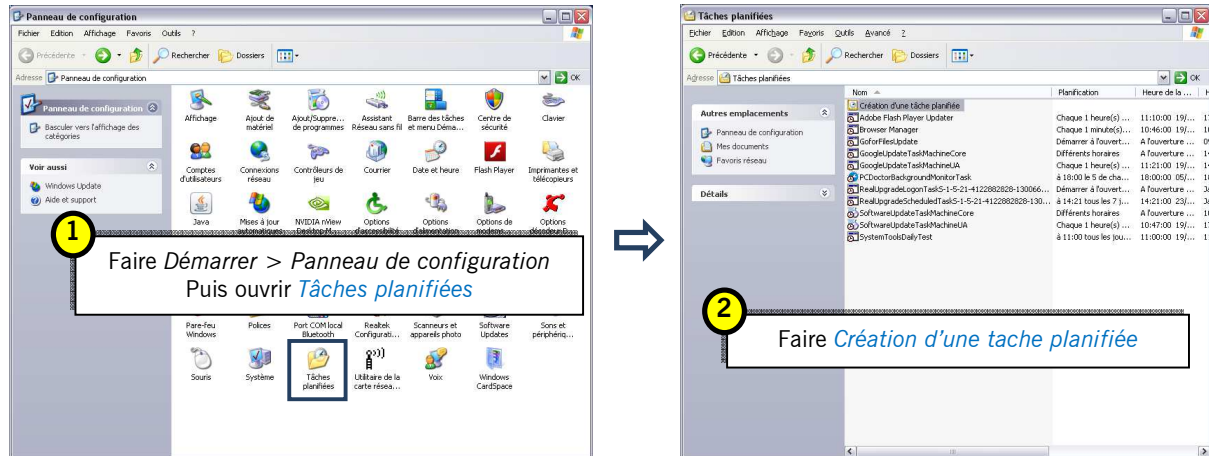 Panneau de configuration
Fichier Edition Affichage Favoris Outils ?
Précédente Rechercher Dossiers
Adresse Panneau de configuration OK
Panneau de configuration
Basculer vers l'affichage des
catégories
Voir aussi
Windows Update
Aide et support
Affichage
Ajout de
matériel
Ajout/Suppre...
de programmes
Assistant
Réseau sans fil
Barre des tâches
et menu Déma...
Centre de
sécurité
Clavier
Comptes
d'utilisateurs
Connexions
réseau
Contrôleurs de
jeu
Courrier
Date et heure
Flash Player
Imprimantes et
télécopieurs
Java
Mises à jour
automatiques
NVIDIA nView
Desktop M...
Options
d'accessibilité
Options
d'alimentation
Options de
modems...
Options
1
Faire Démarrer > Panneau de configuration
Puis ouvrir Tâches planifiées
Pare-feu
Windows
Polices
Port COM local
Bluetooth
Realtek
Configurati...
Scanneurs et
appareils photo
Software
Updates
Sons et
périphériq...
Souris
Système
Tâches
planifiées
Utilitaire de la
carte résea...
Voix
Windows
CardSpace
Tâches planifiées
Fichier Edition Affichage Favoris Outils Avancé ?
Précédente Rechercher Dossiers
Adresse Tâches planifiées OK
Autres emplacements
Panneau de configuration
Mes documents
Favoris réseau
Détails
Nom Planification Heure de la ...
Création d'une tâche planifiée
Adobe Flash Player Updater Chaque 1 heure(s) ... 11:10:00 19/...
Browser Manager Chaque 1 minute(s)... 10:46:00 19/...
GoforFilesUpdate Démarrer à l'ouvert... A l'ouverture ...
GoogleUpdateTaskMachineCore Différents horaires A l'ouverture ...
GoogleUpdateTaskMachineUA Chaque 1 heure(s) ... 11:21:00 19/...
PCDoctorBackgroundMonitorTask à 18:00 le 5 de cha... 18:00:00 05/...
RealUpgradeLogonTaskS-1-5-21-4122882828-130066... Démarrer à l'ouvert... A l'ouverture ...
RealUpgradeScheduledTaskS-1-5-21-4122882828-130... à 14:21 tous les 7 j... 14:21:00 23/...
SoftwareUpdateTaskMachineCore Différents horaires A l'ouverture ...
SoftwareUpdateTaskMachineUA Chaque 1 heure(s) ... 10:47:00 19/...
SystemToolsDailyTest à 11:00 tous les jou... 11:00:00 19/...
2
Faire Création d'une tache planifiée